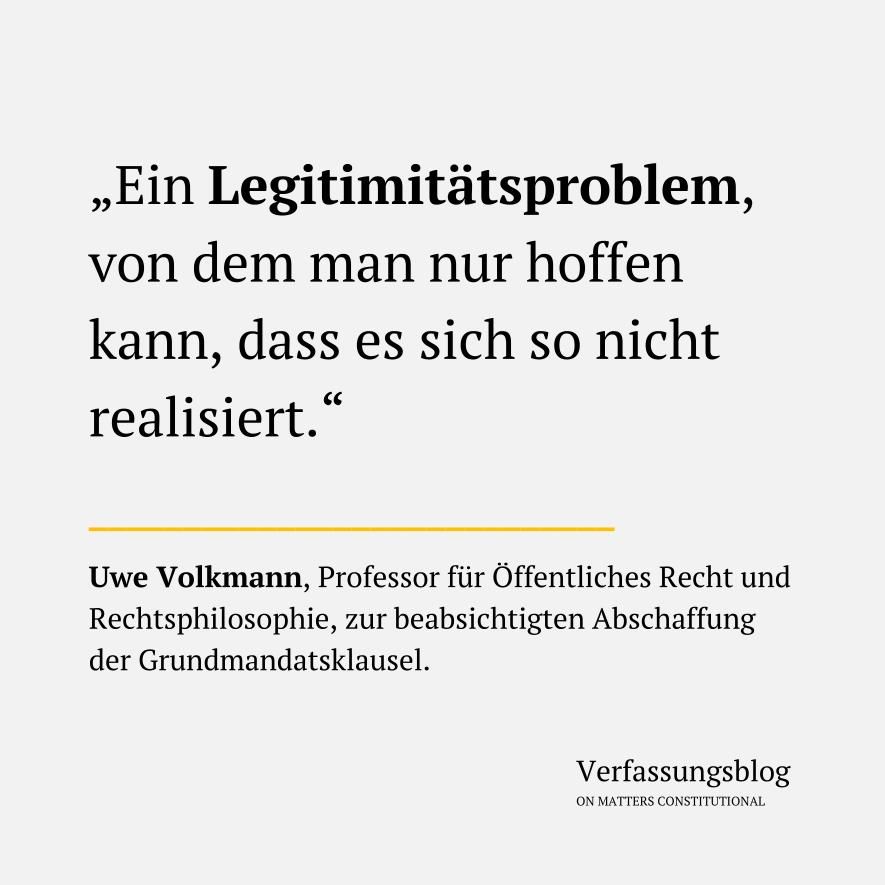 „Ein Legitimitätsproblem,
von dem man nur hoffen
kann, dass es sich so nicht
realisiert.“
Uwe Volkmann, Professor für Öffentliches Recht und
Rechtsphilosophie, zur beabsichtigten Abschaffung
der Grundmandatsklausel.
Verfassungsblog
ON MATTERS CONSTITUTIONAL